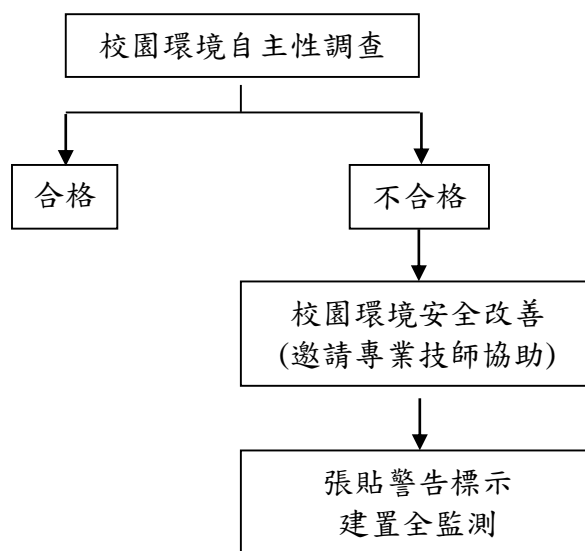 校園環境自主性調查
合格
不合格
校園環境安全改善
(邀請專業技師協助)
張貼警告標示
建置全監測